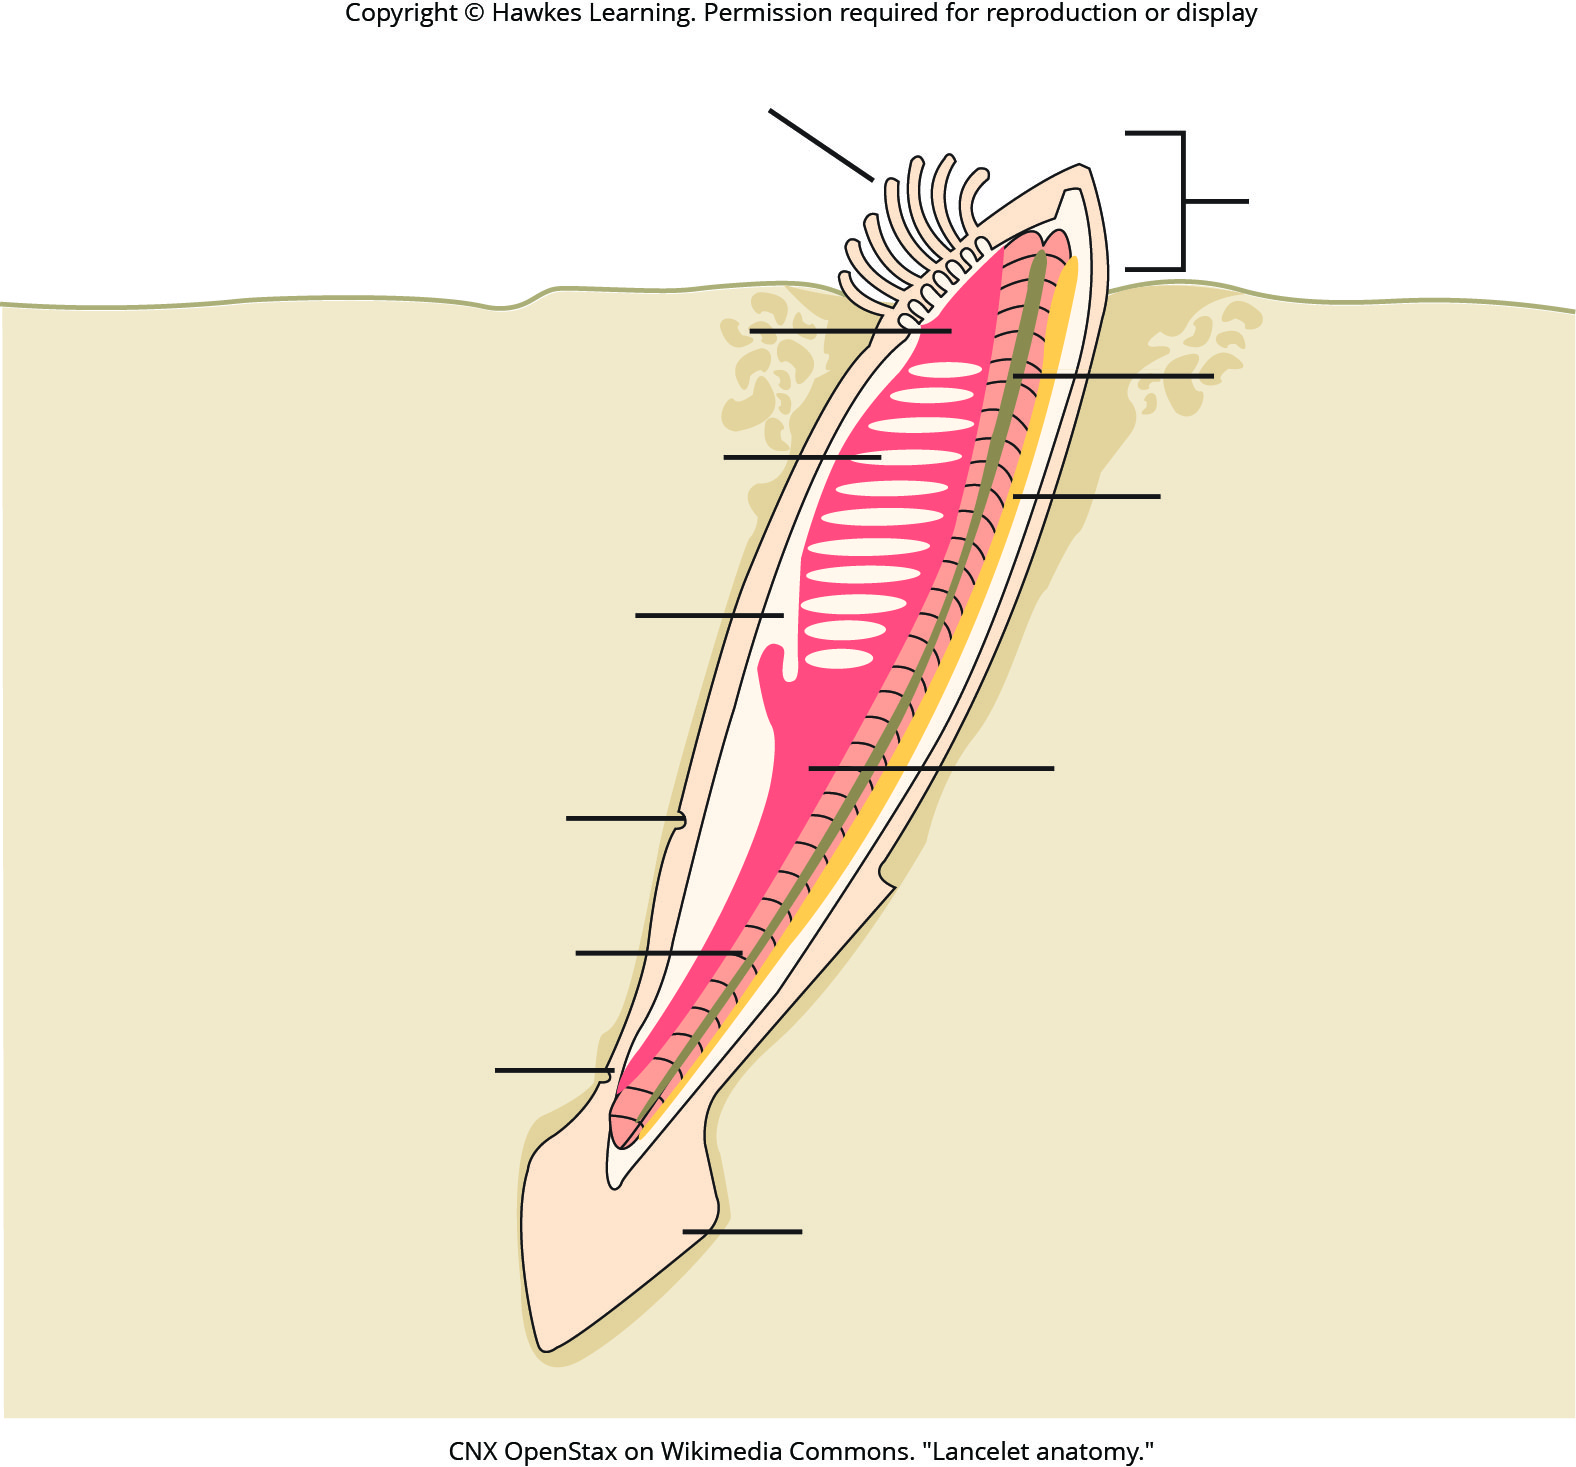 Copyright © Hawkes Learning. Permission required for reproduction or display
CNX OpenStax on Wikimedia Commons. "Lancelet anatomy."